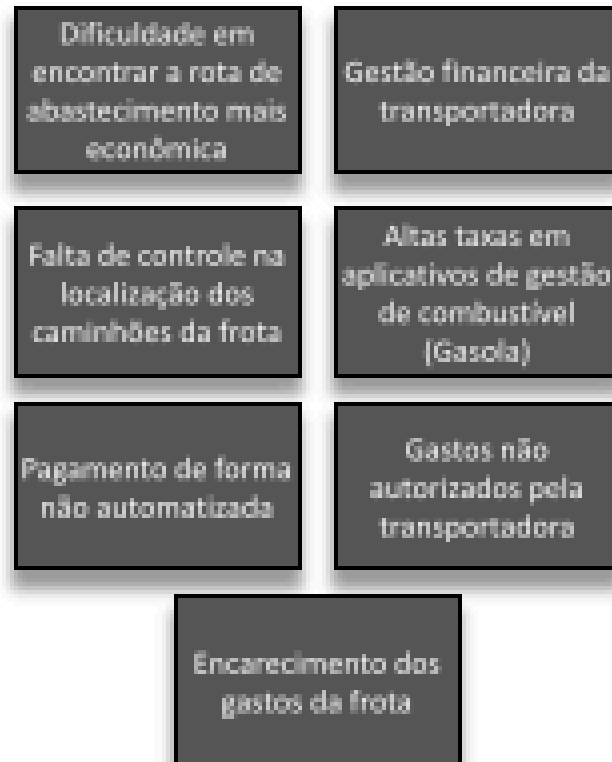 Dificuldade em
encontrar a rota de
abastecimento mais
econômica
Gestão financeira da
transportadora
Falta de controle na
localização dos
caminhões da frota
Altas taxas em
aplicativos de gestão
de combustível
(Gasola)
Pagamento de forma
não automatizada
Gastos não
autorizados pela
transportadora
Encarecimento dos
gastos da frota